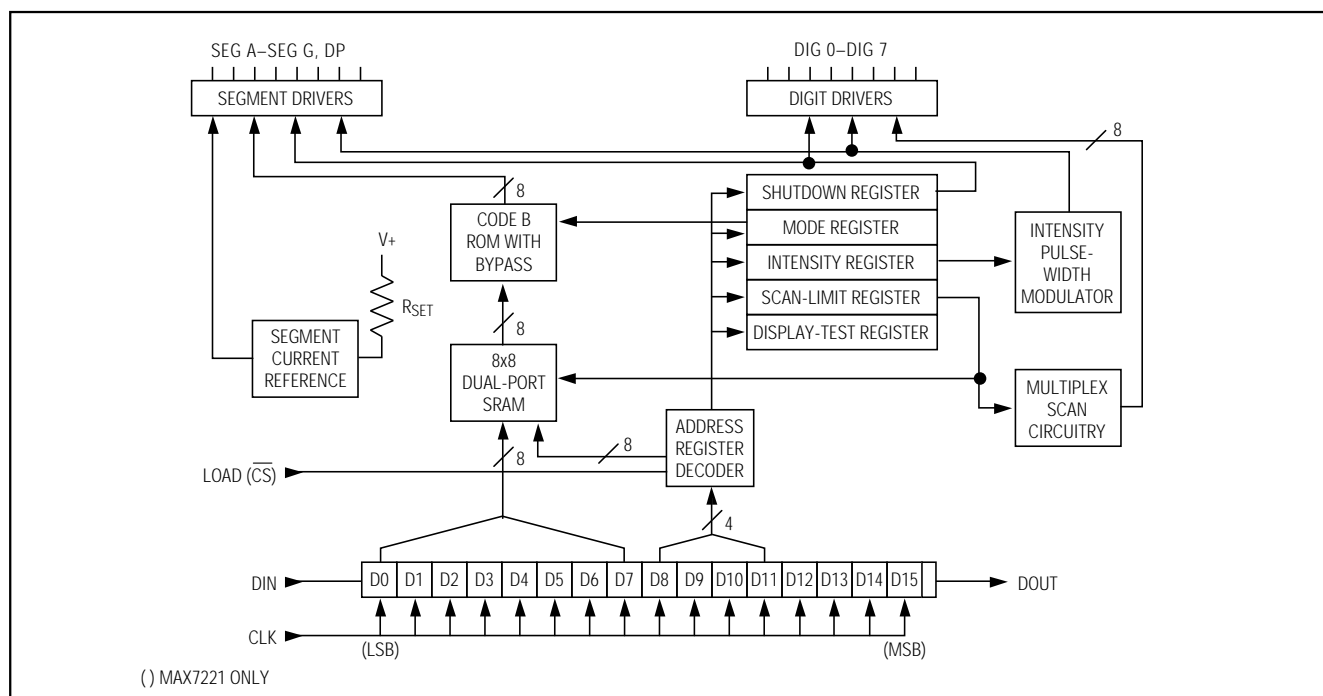 SEG A–SEG G, DP
DIG 0–DIG 7
SEGMENT DRIVERS
DIGIT DRIVERS
8
8
SHUTDOWN REGISTER
MODE REGISTER
INTENSITY REGISTER
SCAN-LIMIT REGISTER
DISPLAY-TEST REGISTER
CODE B
ROM WITH
BYPASS
INTENSITY
PULSE-
WIDTH
MODULATOR
V+
RSET
8
SEGMENT
CURRENT
REFERENCE
8x8
DUAL-PORT
SRAM
MULTIPLEX
SCAN
CIRCUITRY
ADDRESS
REGISTER
DECODER
8
8
LOAD (C̅S̅)
4
DIN
D0 D1 D2 D3 D4 D5 D6 D7 D8 D9 D10 D11 D12 D13 D14 D15
DOUT
CLK
(LSB)
(MSB)
( ) MAX7221 ONLY